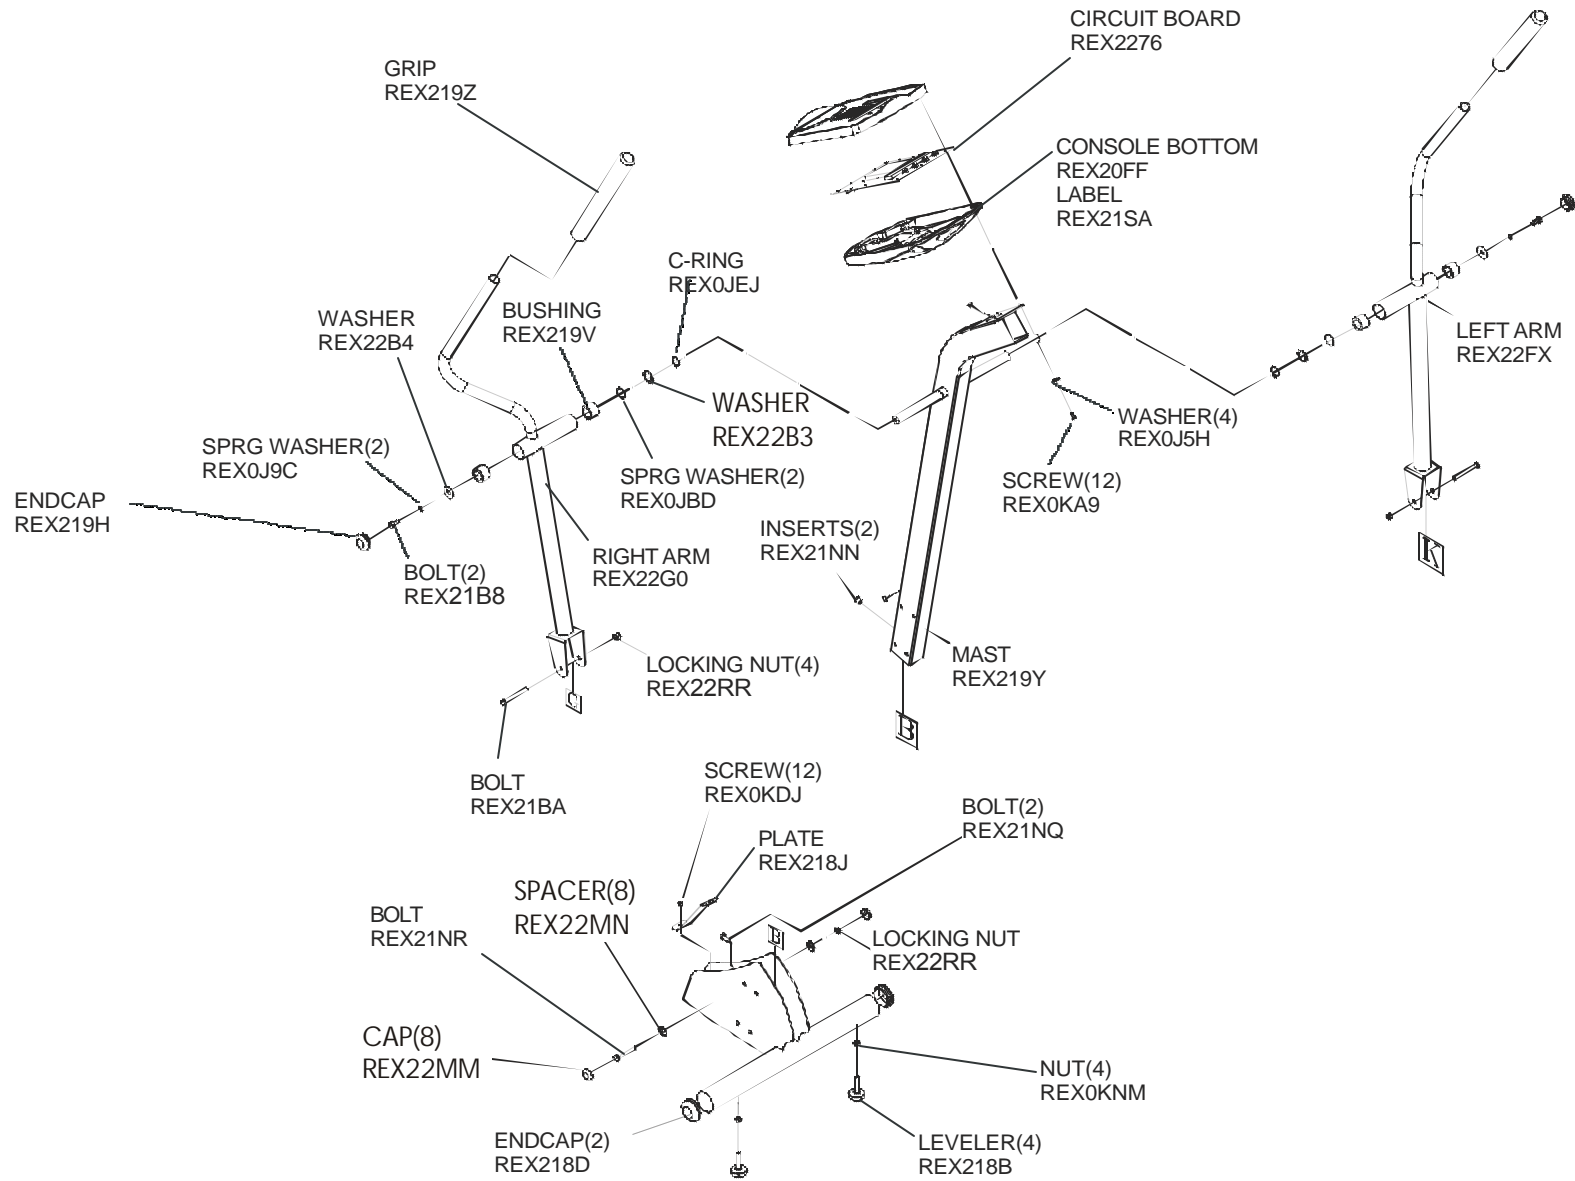 CIRCUIT BOARD
REX2276
GRIP
REX219Z
CONSOLE BOTTOM
REX20FF
LABEL
REX21SA
C-RING
REX0JEJ
BUSHING
REX219V
WASHER
REX22B4
LEFT ARM
REX22FX
WASHER
REX22B3
WASHER(4)
REX0J5H
SPRG WASHER(2)
REX0J9C
SPRG WASHER(2)
REX0JBD
SCREW(12)
REX0KA9
ENDCAP
REX219H
INSERTS(2)
REX21NN
RIGHT ARM
REX22G0
BOLT(2)
REX21B8
K
LOCKING NUT(4)
REX22RR
MAST
REX219Y
C
B
BOLT
REX21BA
SCREW(12)
REX0KDJ
BOLT(2)
REX21NQ
PLATE
REX218J
SPACER(8)
REX22MN
BOLT
REX21NR
B
LOCKING NUT
REX22RR
CAP(8)
REX22MM
NUT(4)
REX0KNM
ENDCAP(2)
REX218D
LEVELER(4)
REX218B